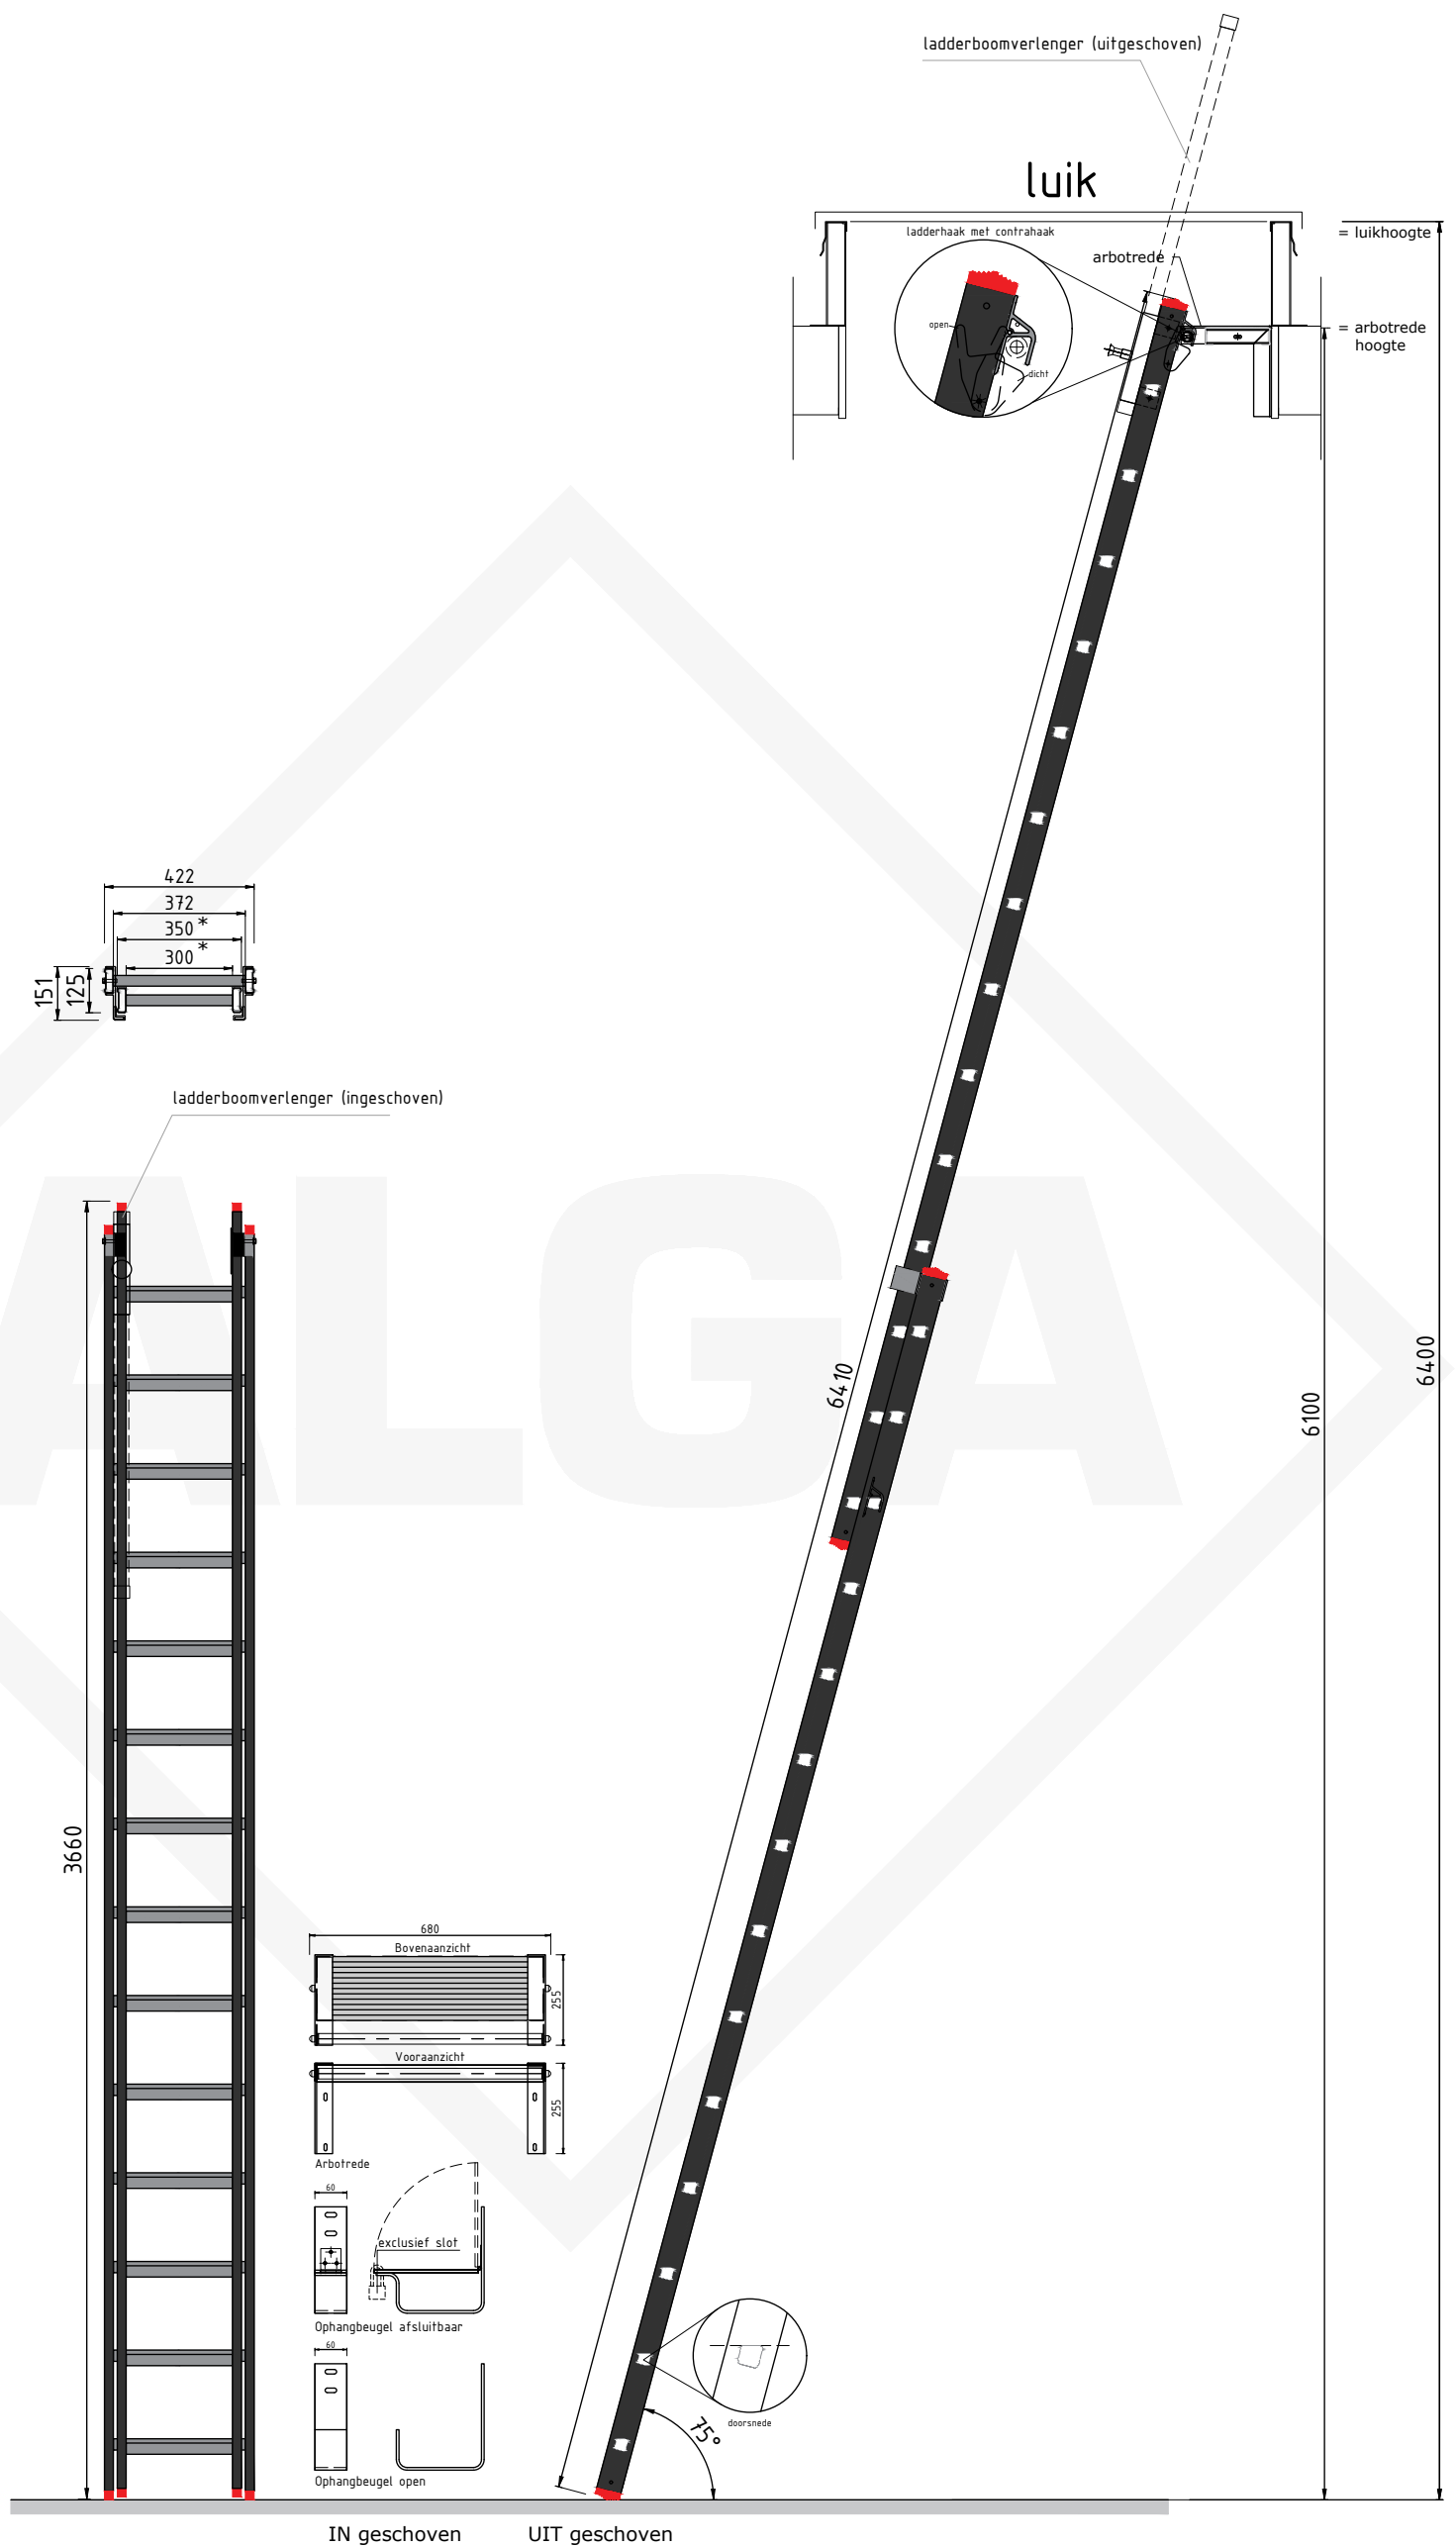 ladderboomverlenger (uitgeschoven)
luik
ladderhaak met contrahaak
= luikhoogte
arbotrede
open
dicht
= arbotrede
hoogte
422
372
350*
300*
151
125
ladderboomverlenger (ingeschoven)
ALGA
6410
6100
6400
3660
680
Bovenaanzicht
255
Vooraanzicht
255
Arbotrede
60
exclusief slot
Ophangbeugel afsluitbaar
60
doorsnede
75°
Ophangbeugel open
IN geschoven
UIT geschoven